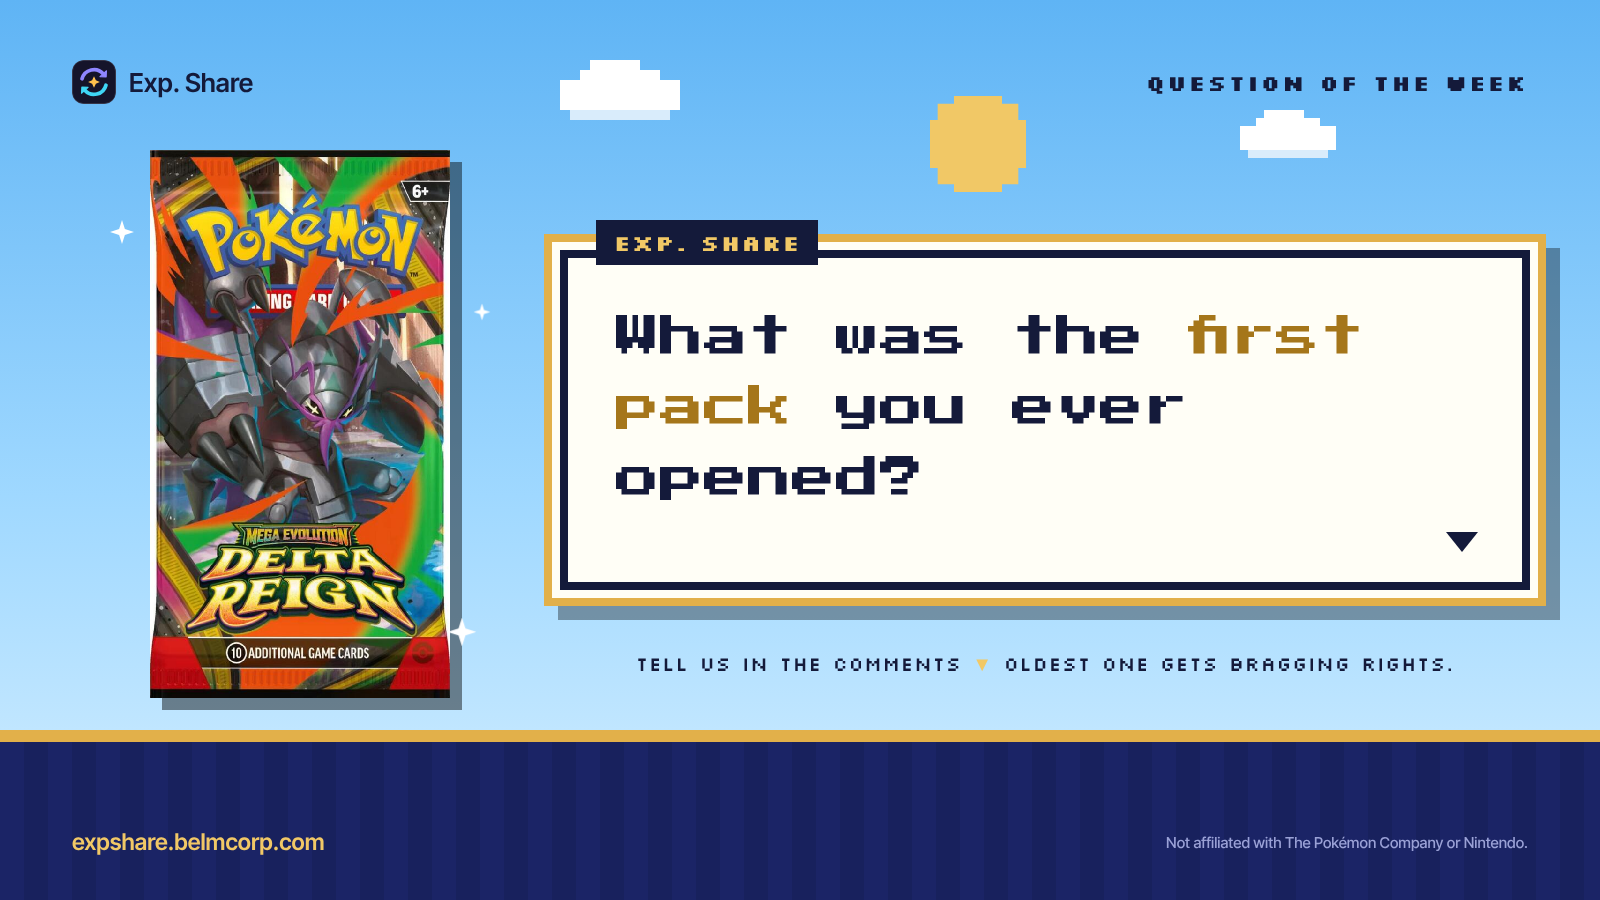 Exp. Share
QUESTION OF THE WEEK
6+
POKéMON
TM
EXP. SHARE
What was the first
pack you ever
opened?
MEGA EVOLUTION
DELTA
REIGN
10 ADDITIONAL GAME CARDS
TELL US IN THE COMMENTS ▼ OLDEST ONE GETS BRAGGING RIGHTS.
expshare.belmcorp.com
Not affiliated with The Pokémon Company or Nintendo.